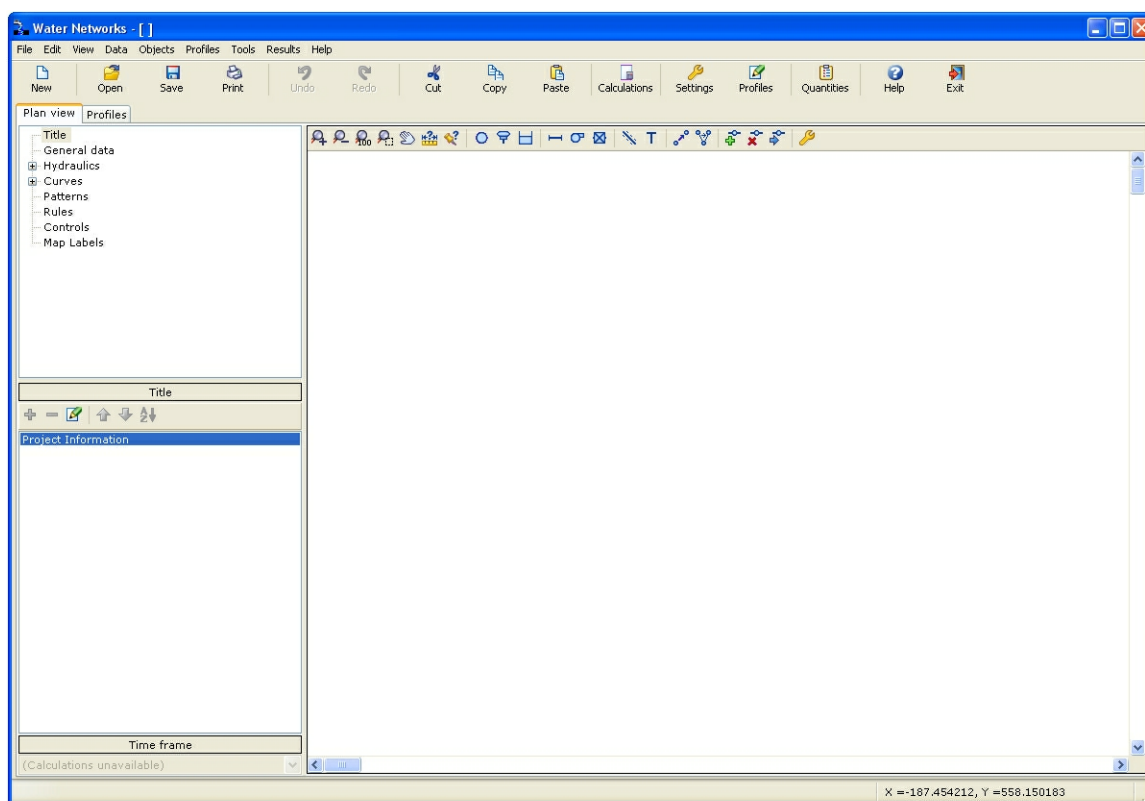 Water Networks - [ ]
File Edit View Data Objects Profiles Tools Results Help
New Open Save Print Undo Redo Cut Copy Paste Calculations Settings Profiles Quantities Help Exit
Plan view Profiles
Title
General data
Hydraulics
Curves
Patterns
Rules
Controls
Map Labels
Title
Project Information
Time frame
(Calculations unavailable)
100
T
X =-187.454212, Y =558.150183